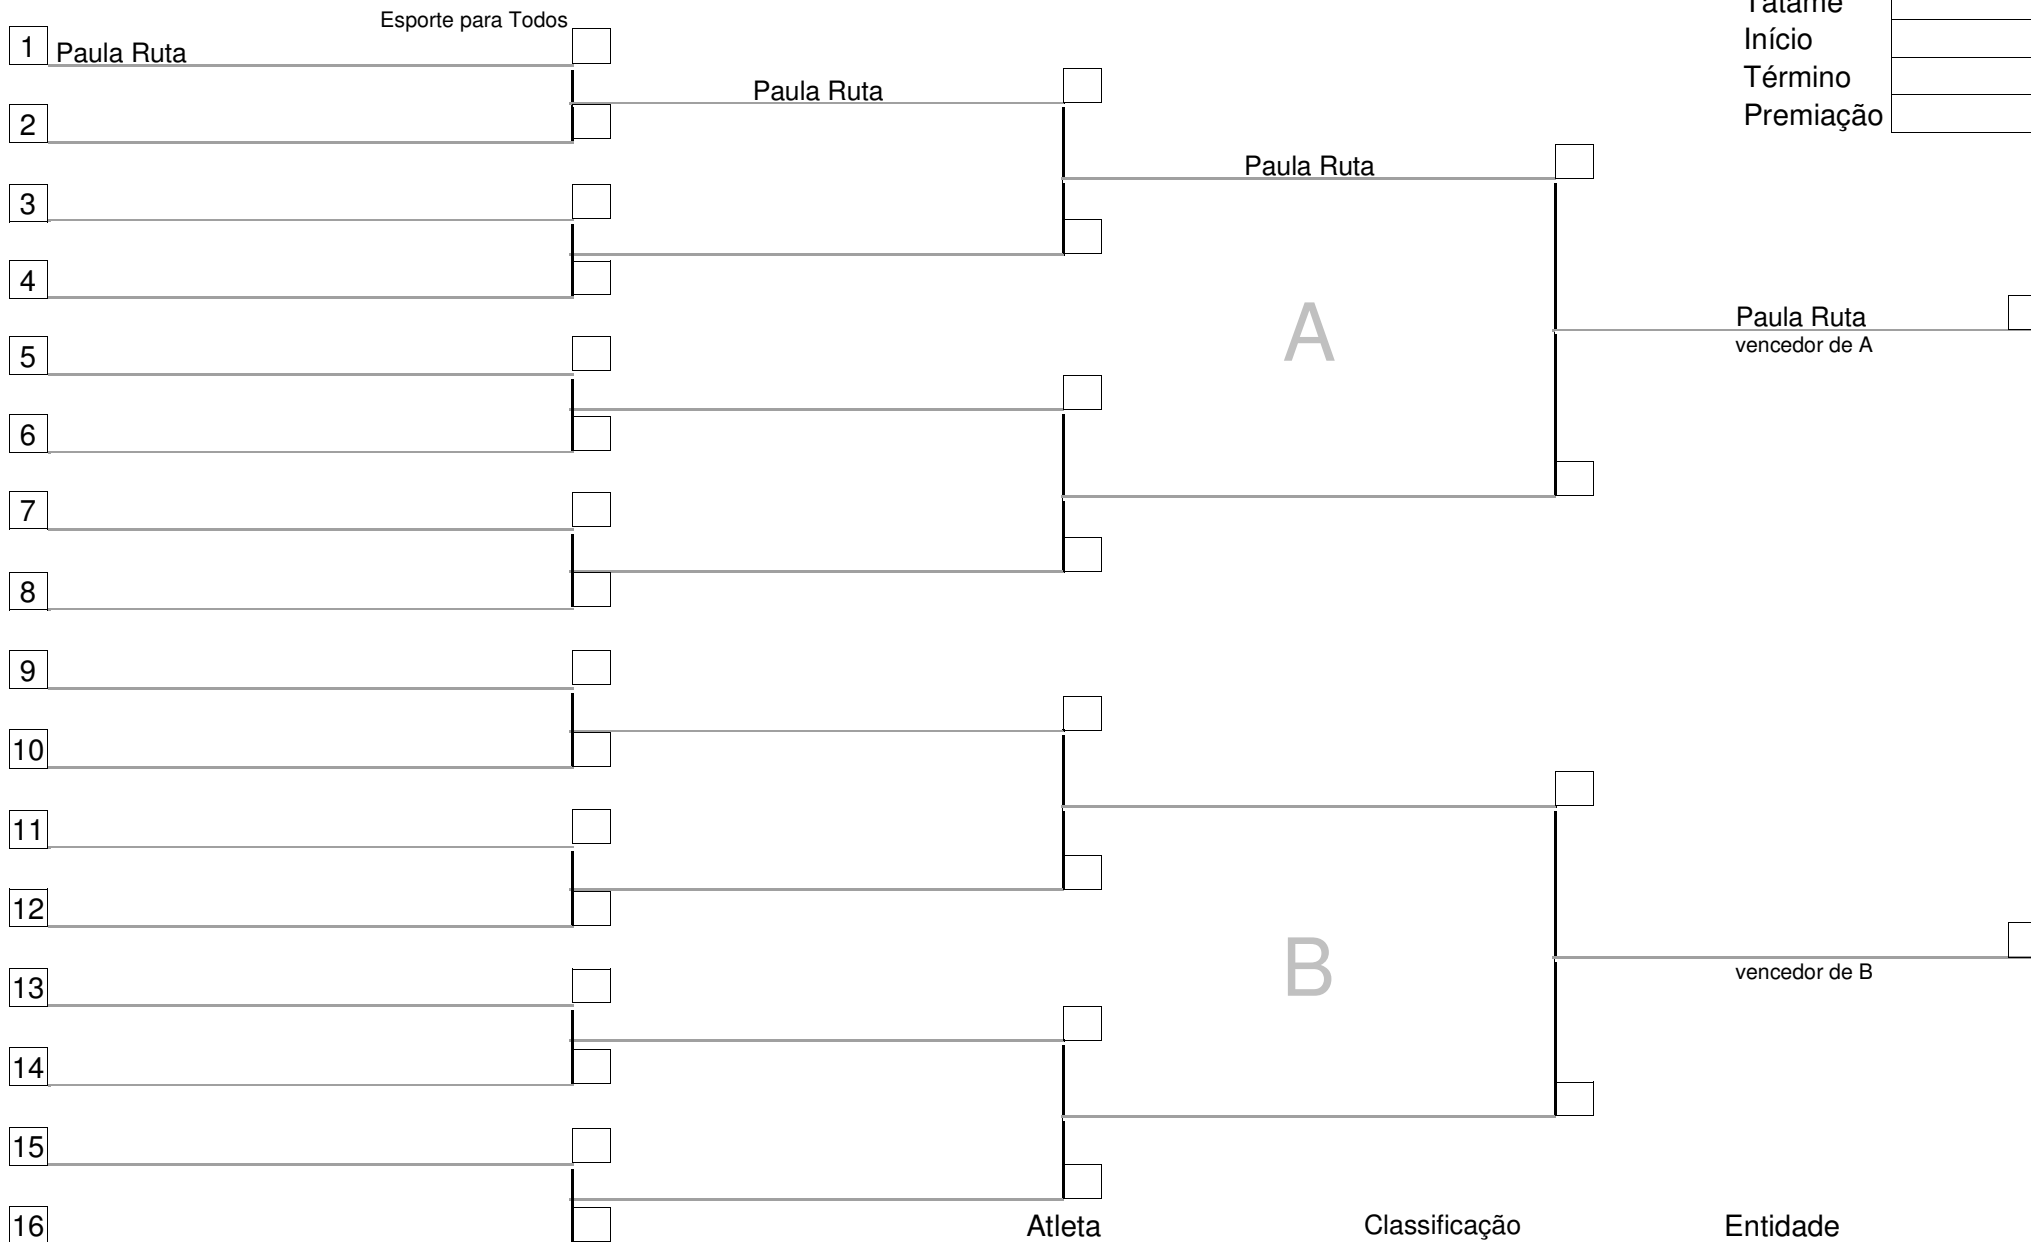 Esporte para Todos
Tatame
1 Paula Ruta
Início
Paula Ruta
Término
Premiação
2
Paula Ruta
3
4
A
Paula Ruta
vencedor de A
5
6
7
8
9
10
11
12
B
vencedor de B
13
14
15
16
Atleta Classificação Entidade